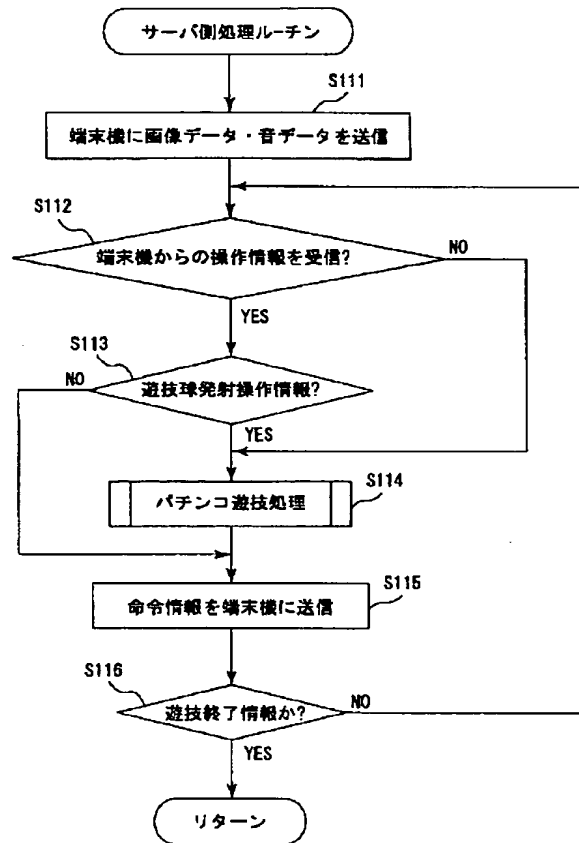 サーバ側処理ルーチン
S111
端末機に画像データ・音データを送信
S112
端末機からの操作情報を受信?
NO
YES
S113
NO
遊技球発射操作情報?
YES
S114
パチンコ遊技処理
S115
命令情報を端末機に送信
S116
遊技終了情報か?
NO
YES
リターン